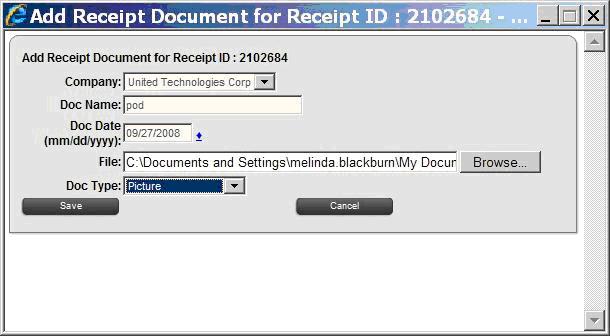 Add Receipt Document for Receipt ID : 2102684 - ...
Add Receipt Document for Receipt ID : 2102684
Company: United Technologies Corp
Doc Name: pod
Doc Date (mm/dd/yyyy): 09/27/2008
File: C:\Documents and Settings\melinda.blackburn\My Docun Browse...
Doc Type: Picture
Save Cancel